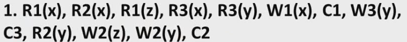 1. R1(x), R2(x), R1(z), R3(x), R3(y), W1(x), C1, W3(y),
C3, R2(y), W2(z), W2(y), C2